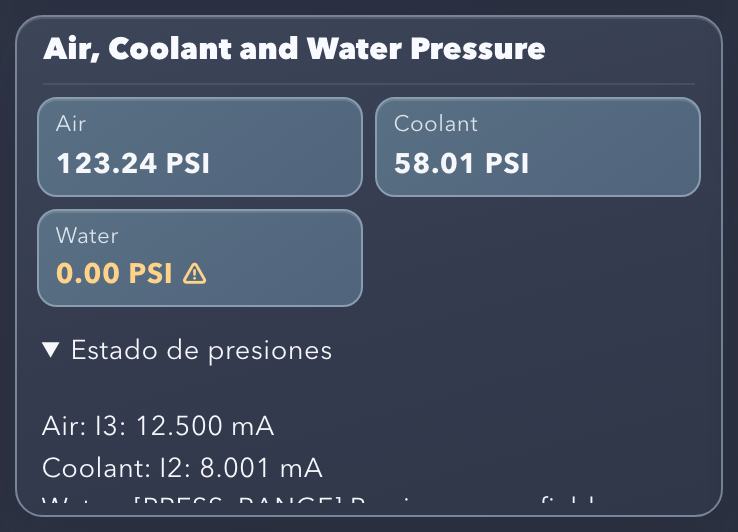 Air, Coolant and Water Pressure
Air
123.24 PSI
Coolant
58.01 PSI
Water
0.00 PSI
Estado de presiones
Air: I3: 12.500 mA
Coolant: I2: 8.001 mA
[PRESS_RANGE]